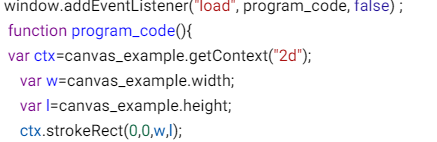 window.addEventListener("load", program_code, false) ;
function program_code(){
var ctx=canvas_example.getContext("2d");
var w=canvas_example.width;
var l=canvas_example.height;
ctx.strokeRect(0,0,w,l);